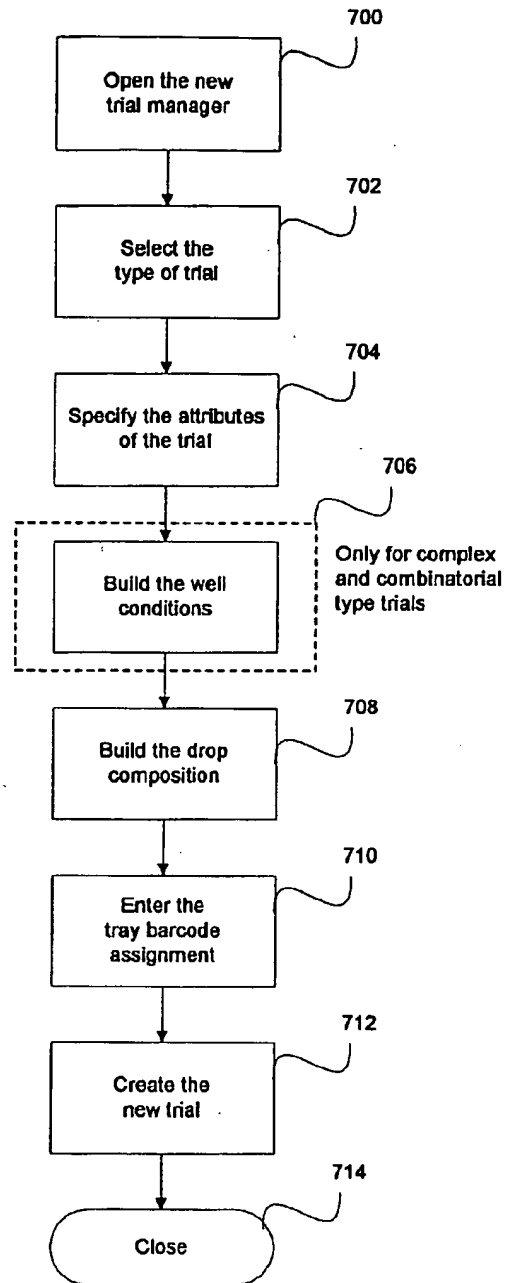 700
Open the new
trial manager
702
Select the
type of trial
704
Specify the attributes
of the trial
706
Only for complex
and combinatorial
type trials
Build the well
conditions
708
Build the drop
composition
710
Enter the
tray barcode
assignment
712
Create the
new trial
714
Close